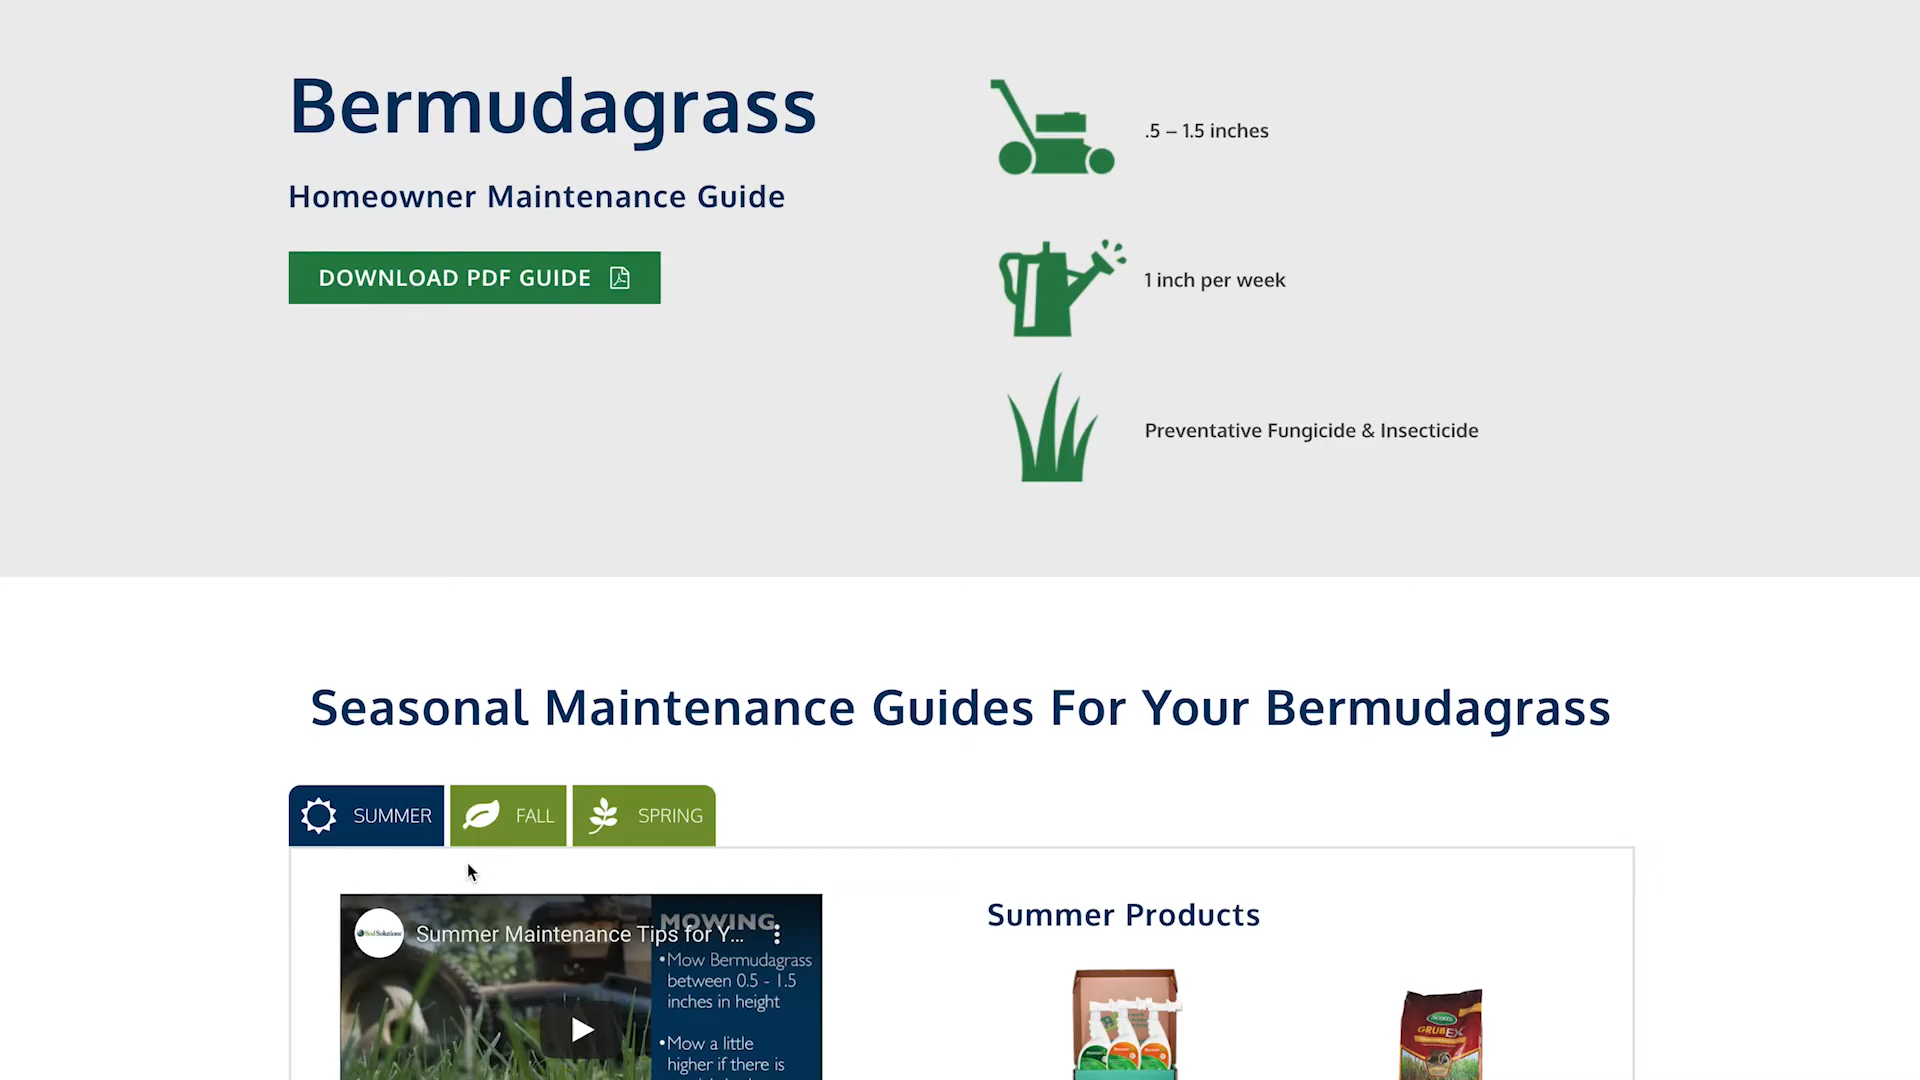 Bermudagrass
Homeowner Maintenance Guide
DOWNLOAD PDF GUIDE
.5 – 1.5 inches
1 inch per week
Preventative Fungicide & Insecticide
Seasonal Maintenance Guides For Your Bermudagrass
SUMMER
FALL
SPRING
SodSolutions
Summer Maintenance Tips for Y...
MOWING
•Mow Bermudagrass
between 0.5 - 1.5
inches in height
•Mow a little
higher if there is
Summer Products
Scotts
GRUBEX